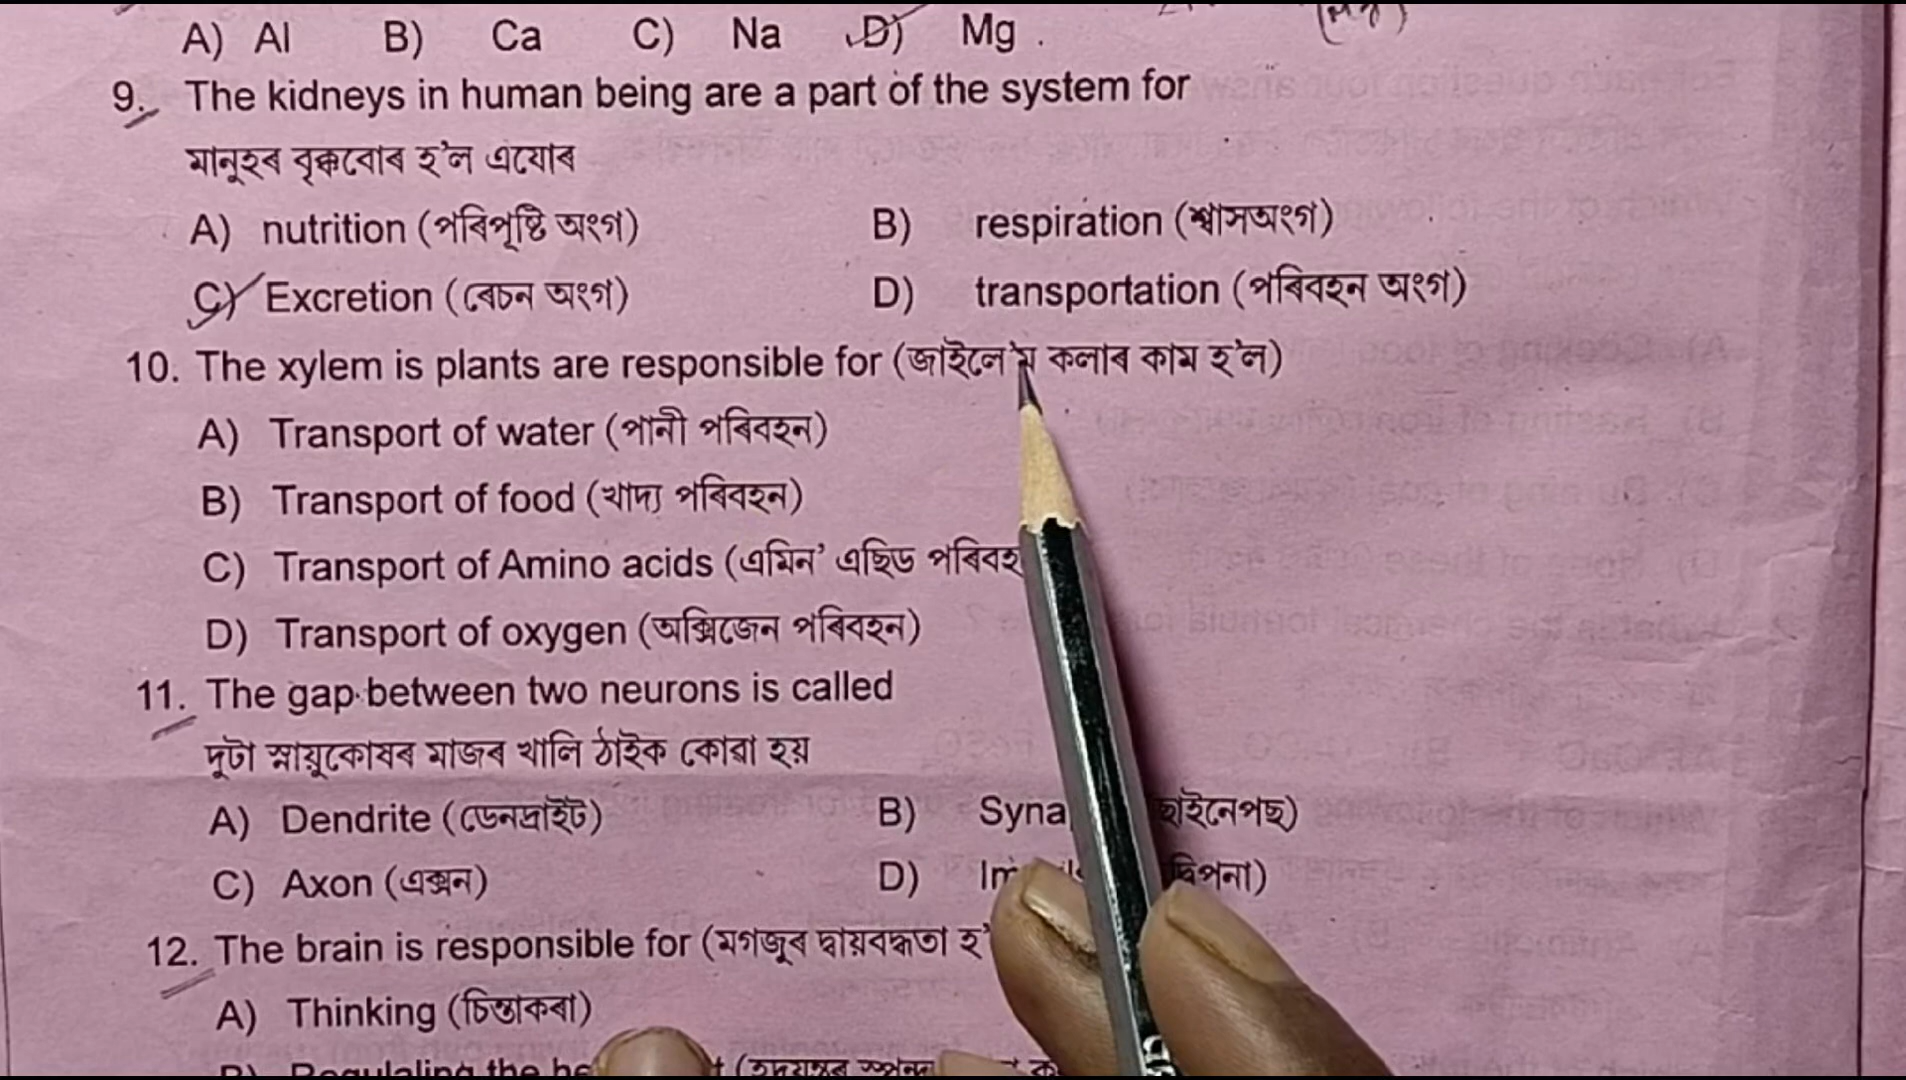 A) Al B) Ca C) Na D) Mg .
9. The kidneys in human being are a part of the system for
মানুহৰ বৃক্কবোৰ হ'ল এযোৰ
A) nutrition (পৰিপৃষ্টি অংগ) B) respiration (শ্বাসঅংগ)
C) Excretion (ৰেচন অংগ) D) transportation (পৰিবহন অংগ)
10. The xylem is plants are responsible for (জাইলে'ম কলাৰ কাম হ'ল)
A) Transport of water (পানী পৰিবহন)
B) Transport of food (খাদ্য পৰিবহন)
C) Transport of Amino acids (এমিন' এছিড
D) Transport of oxygen (অক্সিজেন পৰিবহন)
11. The gap between two neurons is called
দুটা স্নায়ুকোষৰ মাজৰ খালি ঠাইক কোৱা হয়
A) Dendrite (ডেনড্ৰাইট) B) ছাইনেপছ)
C) Axon (এক্সন) D)
12. The brain is responsible for (মগজুৰ দ্বায়বদ্ধতা
A) Thinking (চিন্তাকৰা)
the